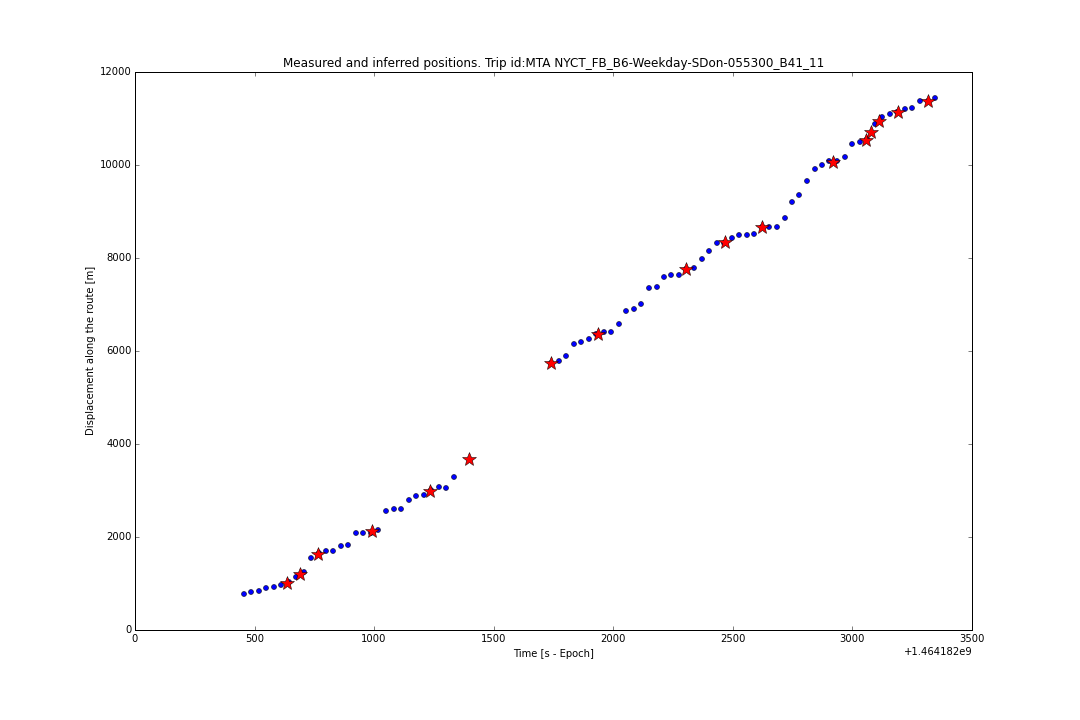 Measured and inferred positions. Trip id:MTA NYCT_FB_B6-Weekday-SDon-055300_B41_11
12000
10000
8000
6000
4000
2000
0
Displacement along the route [m]
0 500 1000 1500 2000 2500 3000 3500
Time [s - Epoch]
+1.464182e9